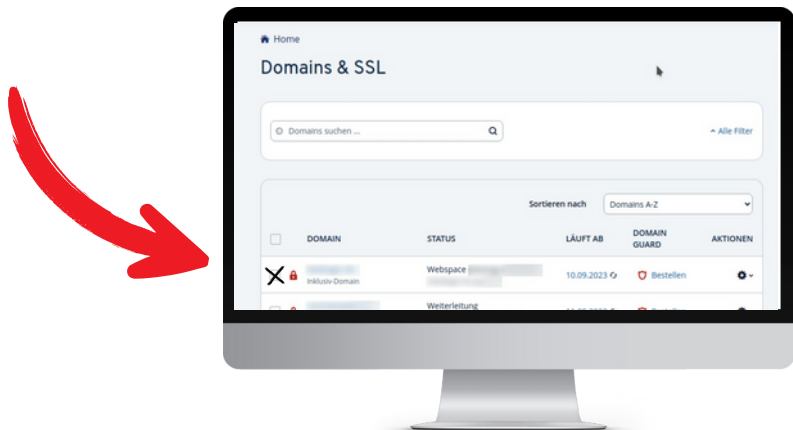 Home
Domains & SSL
Domains suchen ...
Alle Filter
Sortieren nach Domains A-Z
DOMAIN STATUS LÄUFT AB DOMAIN GUARD AKTIONEN
Webspace
Inklusiv-Domain
10.09.2023 Bestellen
Weiterleitung